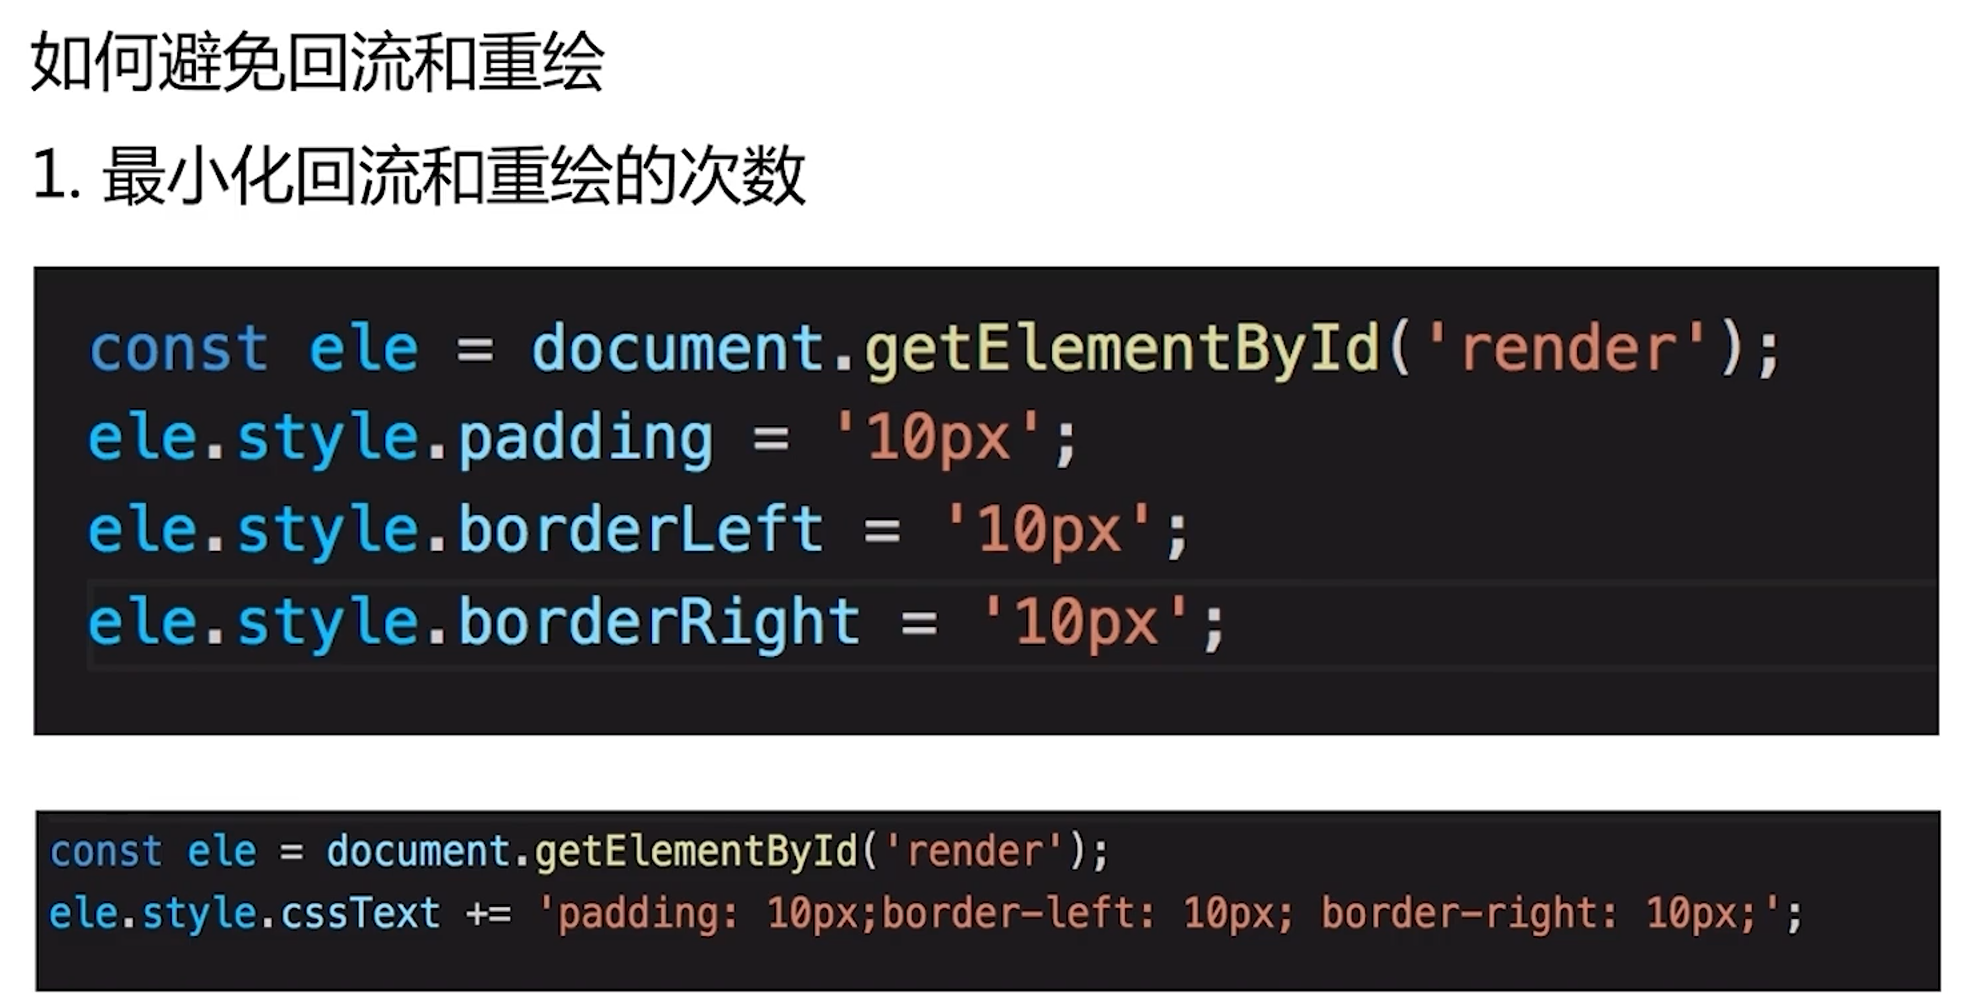 如何避免回流和重绘
1. 最小化回流和重绘的次数
const ele = document.getElementById('render');
ele.style.padding = '10px';
ele.style.borderLeft = '10px';
ele.style.borderRight = '10px';
const ele = document.getElementById('render');
ele.style.cssText += 'padding: 10px;border-left: 10px; border-right: 10px;';